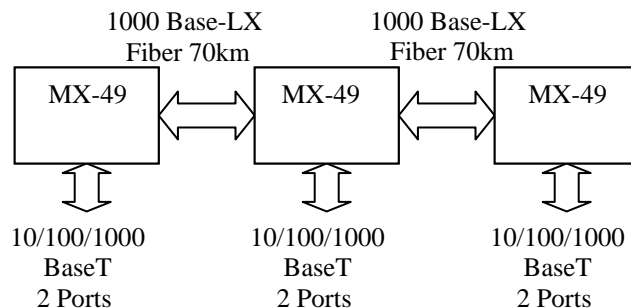 1000 Base-LX
Fiber 70km
1000 Base-LX
Fiber 70km
MX-49
MX-49
MX-49
10/100/1000
BaseT
2 Ports
10/100/1000
BaseT
2 Ports
10/100/1000
BaseT
2 Ports